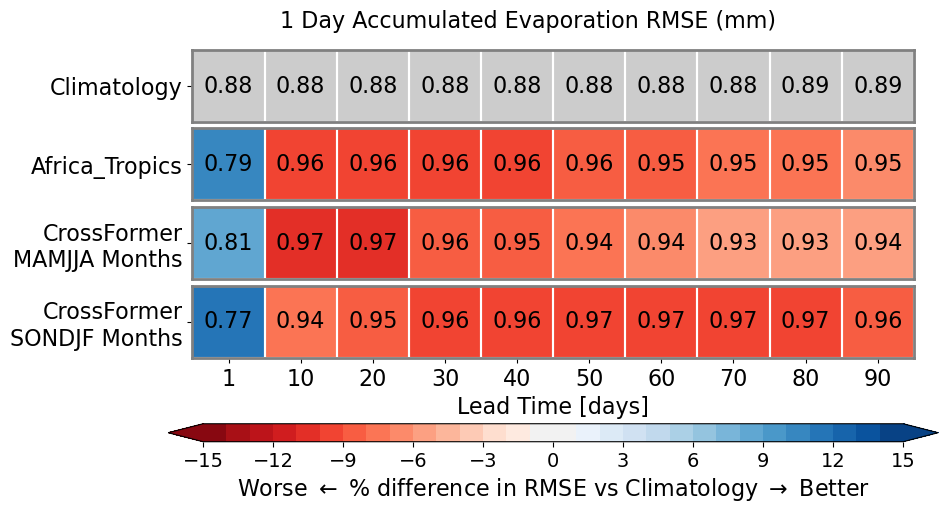 1 Day Accumulated Evaporation RMSE (mm)
Climatology 0.88 0.88 0.88 0.88 0.88 0.88 0.88 0.88 0.89 0.89
Africa_Tropics 0.79 0.96 0.96 0.96 0.96 0.96 0.95 0.95 0.95 0.95
CrossFormer
MAMJJA Months 0.81 0.97 0.97 0.96 0.95 0.94 0.94 0.93 0.93 0.94
CrossFormer
SONDJF Months 0.77 0.94 0.95 0.96 0.96 0.97 0.97 0.97 0.97 0.96
1 10 20 30 40 50 60 70 80 90
Lead Time [days]
−15 −12 −9 −6 −3 0 3 6 9 12 15
Worse ← % difference in RMSE vs Climatology → Better